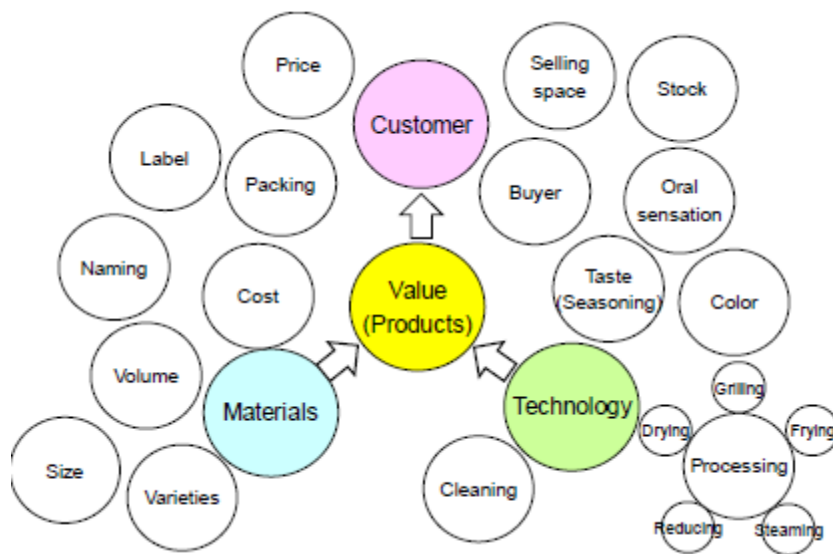 Price
Selling
space
Stock
Customer
Label
Packing
Buyer
Oral
sensation
Naming
Cost
Value
(Products)
Taste
(Seasoning)
Color
Volume
Materials
Technology
Grilling
Drying
Frying
Processing
Size
Varieties
Cleaning
Reducing
Steaming